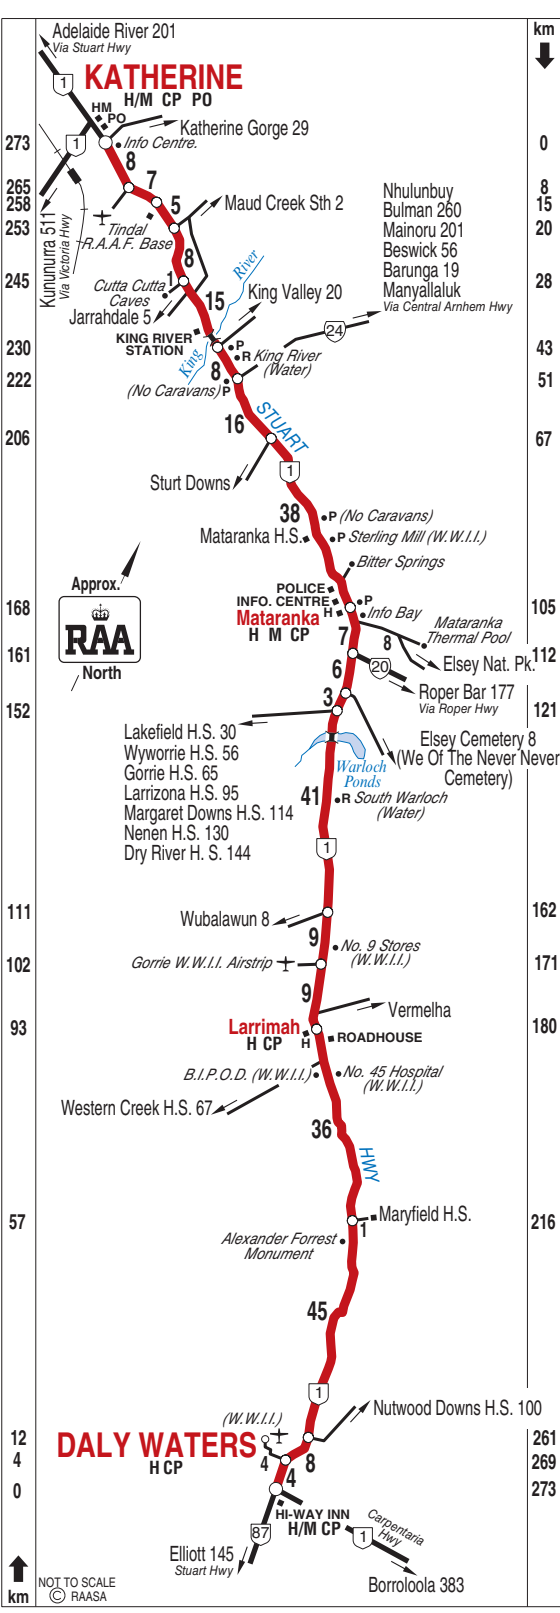 Adelaide River 201
Via Stuart Hwy
km
1
KATHERINE
H/M CP PO
HM
PO
Katherine Gorge 29
1
Info Centre.
273
0
8
265
8
7
258
15
Kununurra 511
Via Victoria Hwy
Tindal
R.A.A.F. Base
5
Maud Creek Sth 2
253
20
Nhulunbuy
Bulman 260
Mainoru 201
Beswick 56
Barunga 19
Manyallaluk
Via Central Arnhem Hwy
8
245
28
Cutta Cutta
Caves
1
Jarrahdale 5
15
River
King Valley 20
24
KING RIVER
STATION
King
230
43
P
R King River
(Water)
222
51
8
(No Caravans)
P
16
STUART
206
67
1
Sturt Downs
38
P (No Caravans)
Mataranka H.S.
P Sterling Mill (W.W.I.I.)
Bitter Springs
Approx.
RAA
North
POLICE
INFO. CENTRE
H
P
168
105
Mataranka
H M CP
Info Bay
Mataranka
Thermal Pool
7
8
161
112
Elsey Nat. Pk.
6
20
Roper Bar 177
Via Roper Hwy
3
152
121
Lakefield H.S. 30
Wyworrie H.S. 56
Gorrie H.S. 65
Larrizona H.S. 95
Margaret Downs H.S. 114
Nenen H.S. 130
Dry River H. S. 144
Elsey Cemetery 8
(We Of The Never Never
Cemetery)
Warloch
Ponds
41
R South Warloch
(Water)
1
111
162
Wubalawun 8
9
No. 9 Stores
(W.W.I.I.)
102
171
Gorrie W.W.I.I. Airstrip
9
Vermelha
93
180
Larrimah
H CP
H
ROADHOUSE
B.I.P.O.D. (W.W.I.I.)
No. 45 Hospital
(W.W.I.I.)
Western Creek H.S. 67
36
HWY
57
216
Maryfield H.S.
1
Alexander Forrest
Monument
45
1
Nutwood Downs H.S. 100
(W.W.I.I.)
12
261
DALY WATERS
H CP
4
269
4
8
4
0
273
HI-WAY INN
H/M CP
87
Carpentaria
Hwy
1
Elliott 145
Stuart Hwy
Borroloola 383
km
NOT TO SCALE
© RAASA